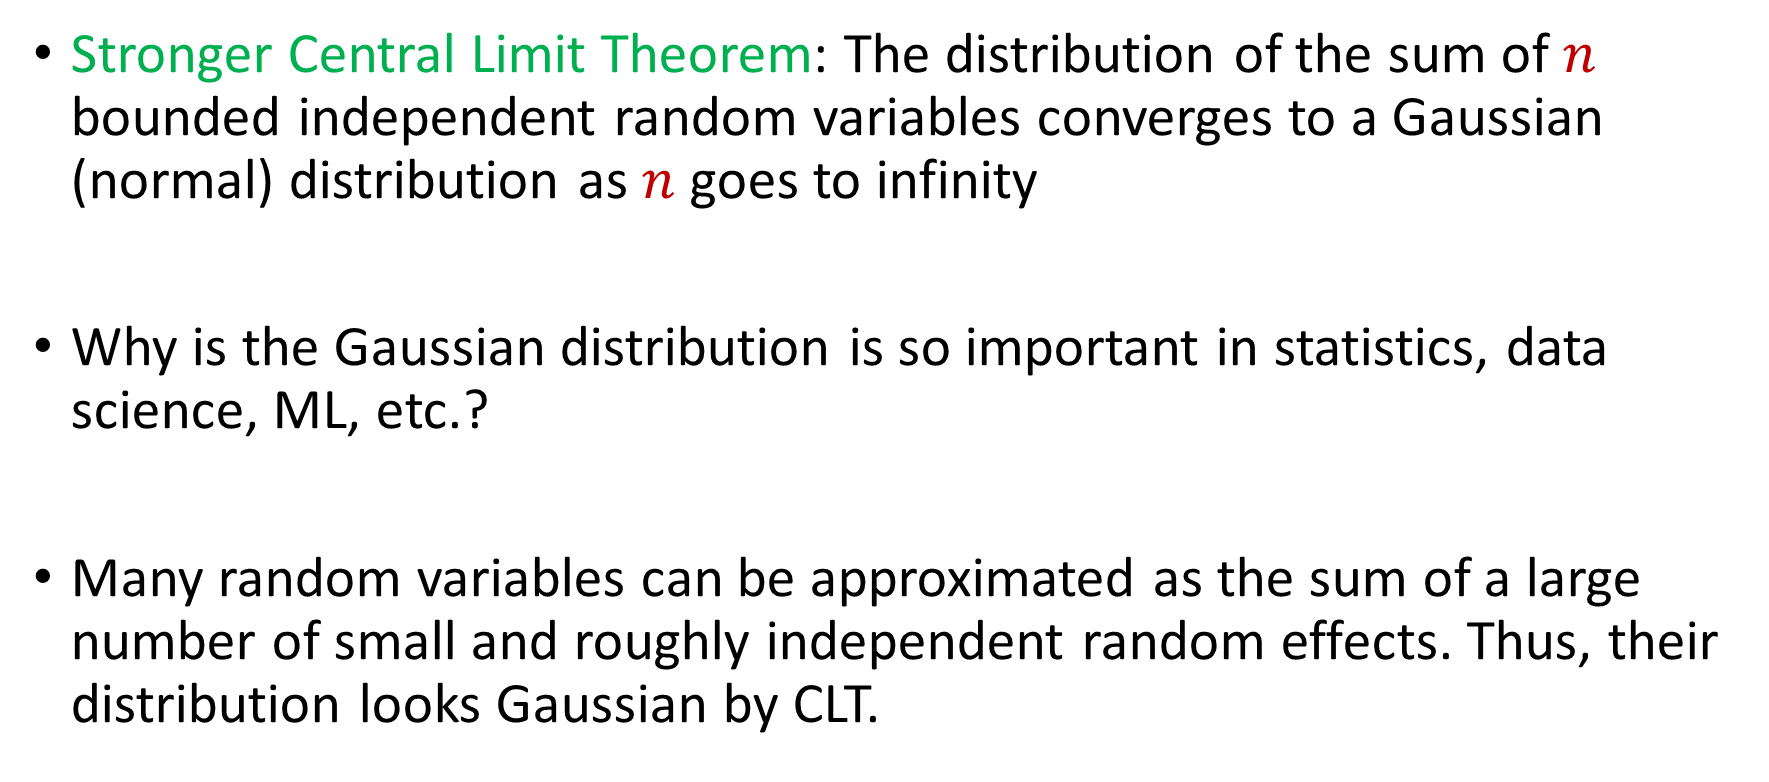 • Stronger Central Limit Theorem: The distribution of the sum of n
bounded independent random variables converges to a Gaussian
(normal) distribution as n goes to infinity
• Why is the Gaussian distribution is so important in statistics, data
science, ML, etc.?
• Many random variables can be approximated as the sum of a large
number of small and roughly independent random effects. Thus, their
distribution looks Gaussian by CLT.